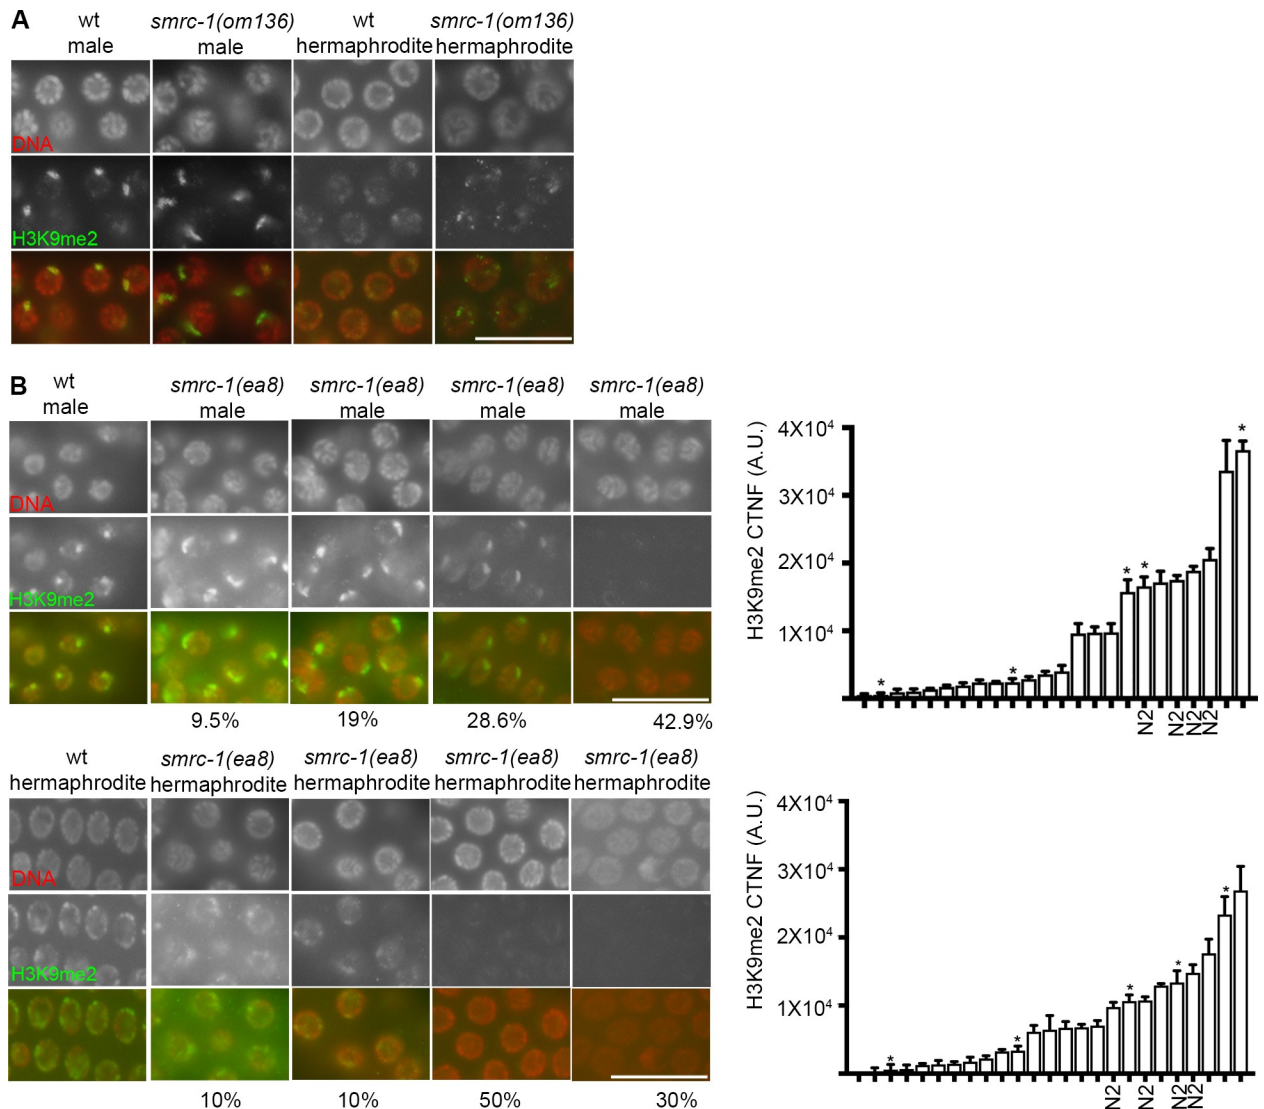 A
wt smrc-1(om136) wt smrc-1(om136)
male male hermaphrodite hermaphrodite
DNA
H3K9me2
B
wt smrc-1(ea8) smrc-1(ea8) smrc-1(ea8) smrc-1(ea8)
male male male male male
DNA
H3K9me2
9.5% 19% 28.6% 42.9%
H3K9me2 CTNF (A.U.)
4X10⁴
3X10⁴
2X10⁴
1X10⁴
* * * * *
N2 N2 N2 N2
wt smrc-1(ea8) smrc-1(ea8) smrc-1(ea8) smrc-1(ea8)
hermaphrodite hermaphrodite hermaphrodite hermaphrodite hermaphrodite
DNA
H3K9me2
10% 10% 50% 30%
H3K9me2 CTNF (A.U.)
4X10⁴
3X10⁴
2X10⁴
1X10⁴
* * * * *
N2 N2 N2 N2